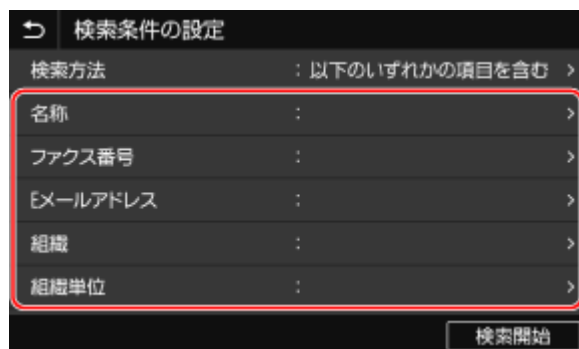 検索条件の設定
検索方法 : 以下のいずれかの項目を含む >
名称 : >
ファクス番号 : >
Eメールアドレス : >
組織 : >
組織単位 : >
検索開始